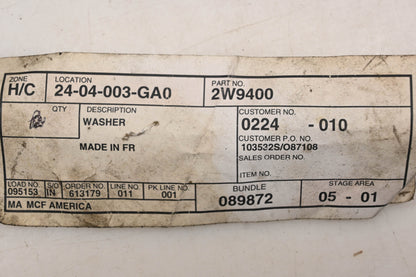 ZONE LOCATION PART NO.
H/C 24-04-003-GA0 2W9400
QTY DESCRIPTION CUSTOMER NO.
WASHER 0224 - 010
CUSTOMER P.O. NO.
MADE IN FR 103532S/O87108
SALES ORDER NO.
ITEM NO.
LOAD NO. S/O ORDER NO. LINE NO PK LINE NO. BUNDLE STAGE AREA
095153 IN 613179 011 001 089872 05 - 01
MA MCF AMERICA